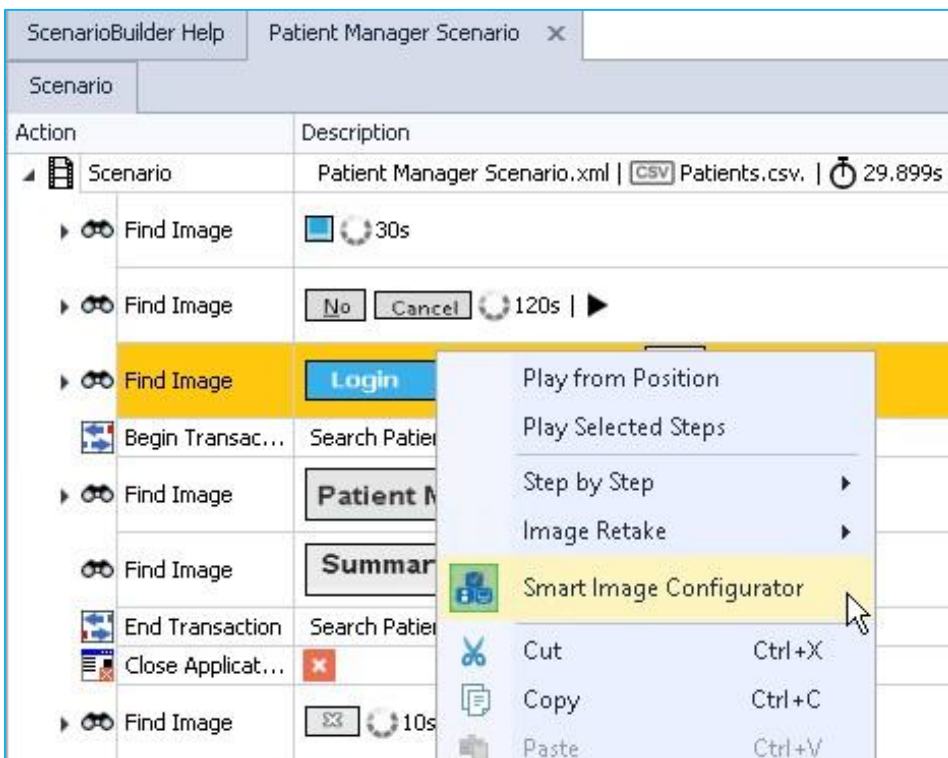 ScenarioBuilder Help Patient Manager Scenario
Scenario
Action Description
Scenario Patient Manager Scenario.xml | CSV Patients.csv. | 29.899s
Find Image 30s
Find Image No Cancel 120s |
Find Image Login
Begin Transac... Search Patie
Find Image Patient M
Find Image Summar
End Transaction Search Patie
Close Applicat...
Find Image 10s
Play from Position
Play Selected Steps
Step by Step
Image Retake
Smart Image Configurator
Cut Ctrl+X
Copy Ctrl+C
Paste Ctrl+V